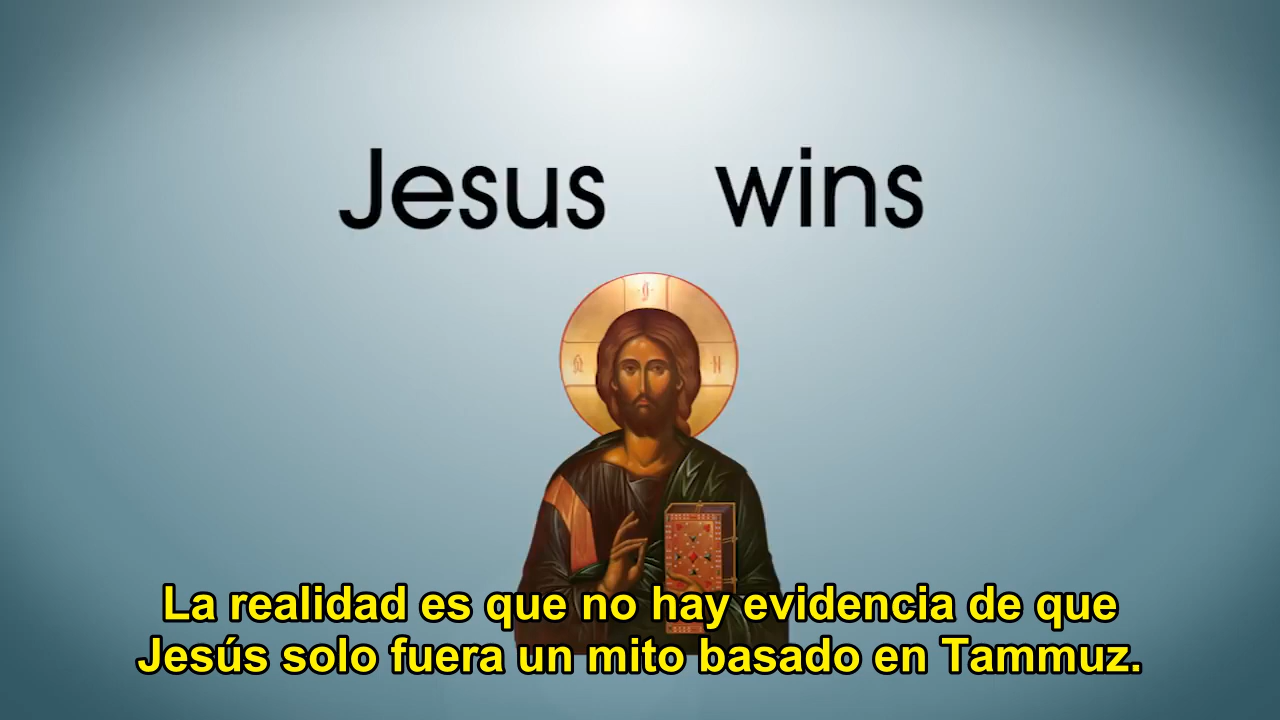 Jesus wins
La realidad es que no hay evidencia de que
Jesús solo fuera un mito basado en Tammuz.